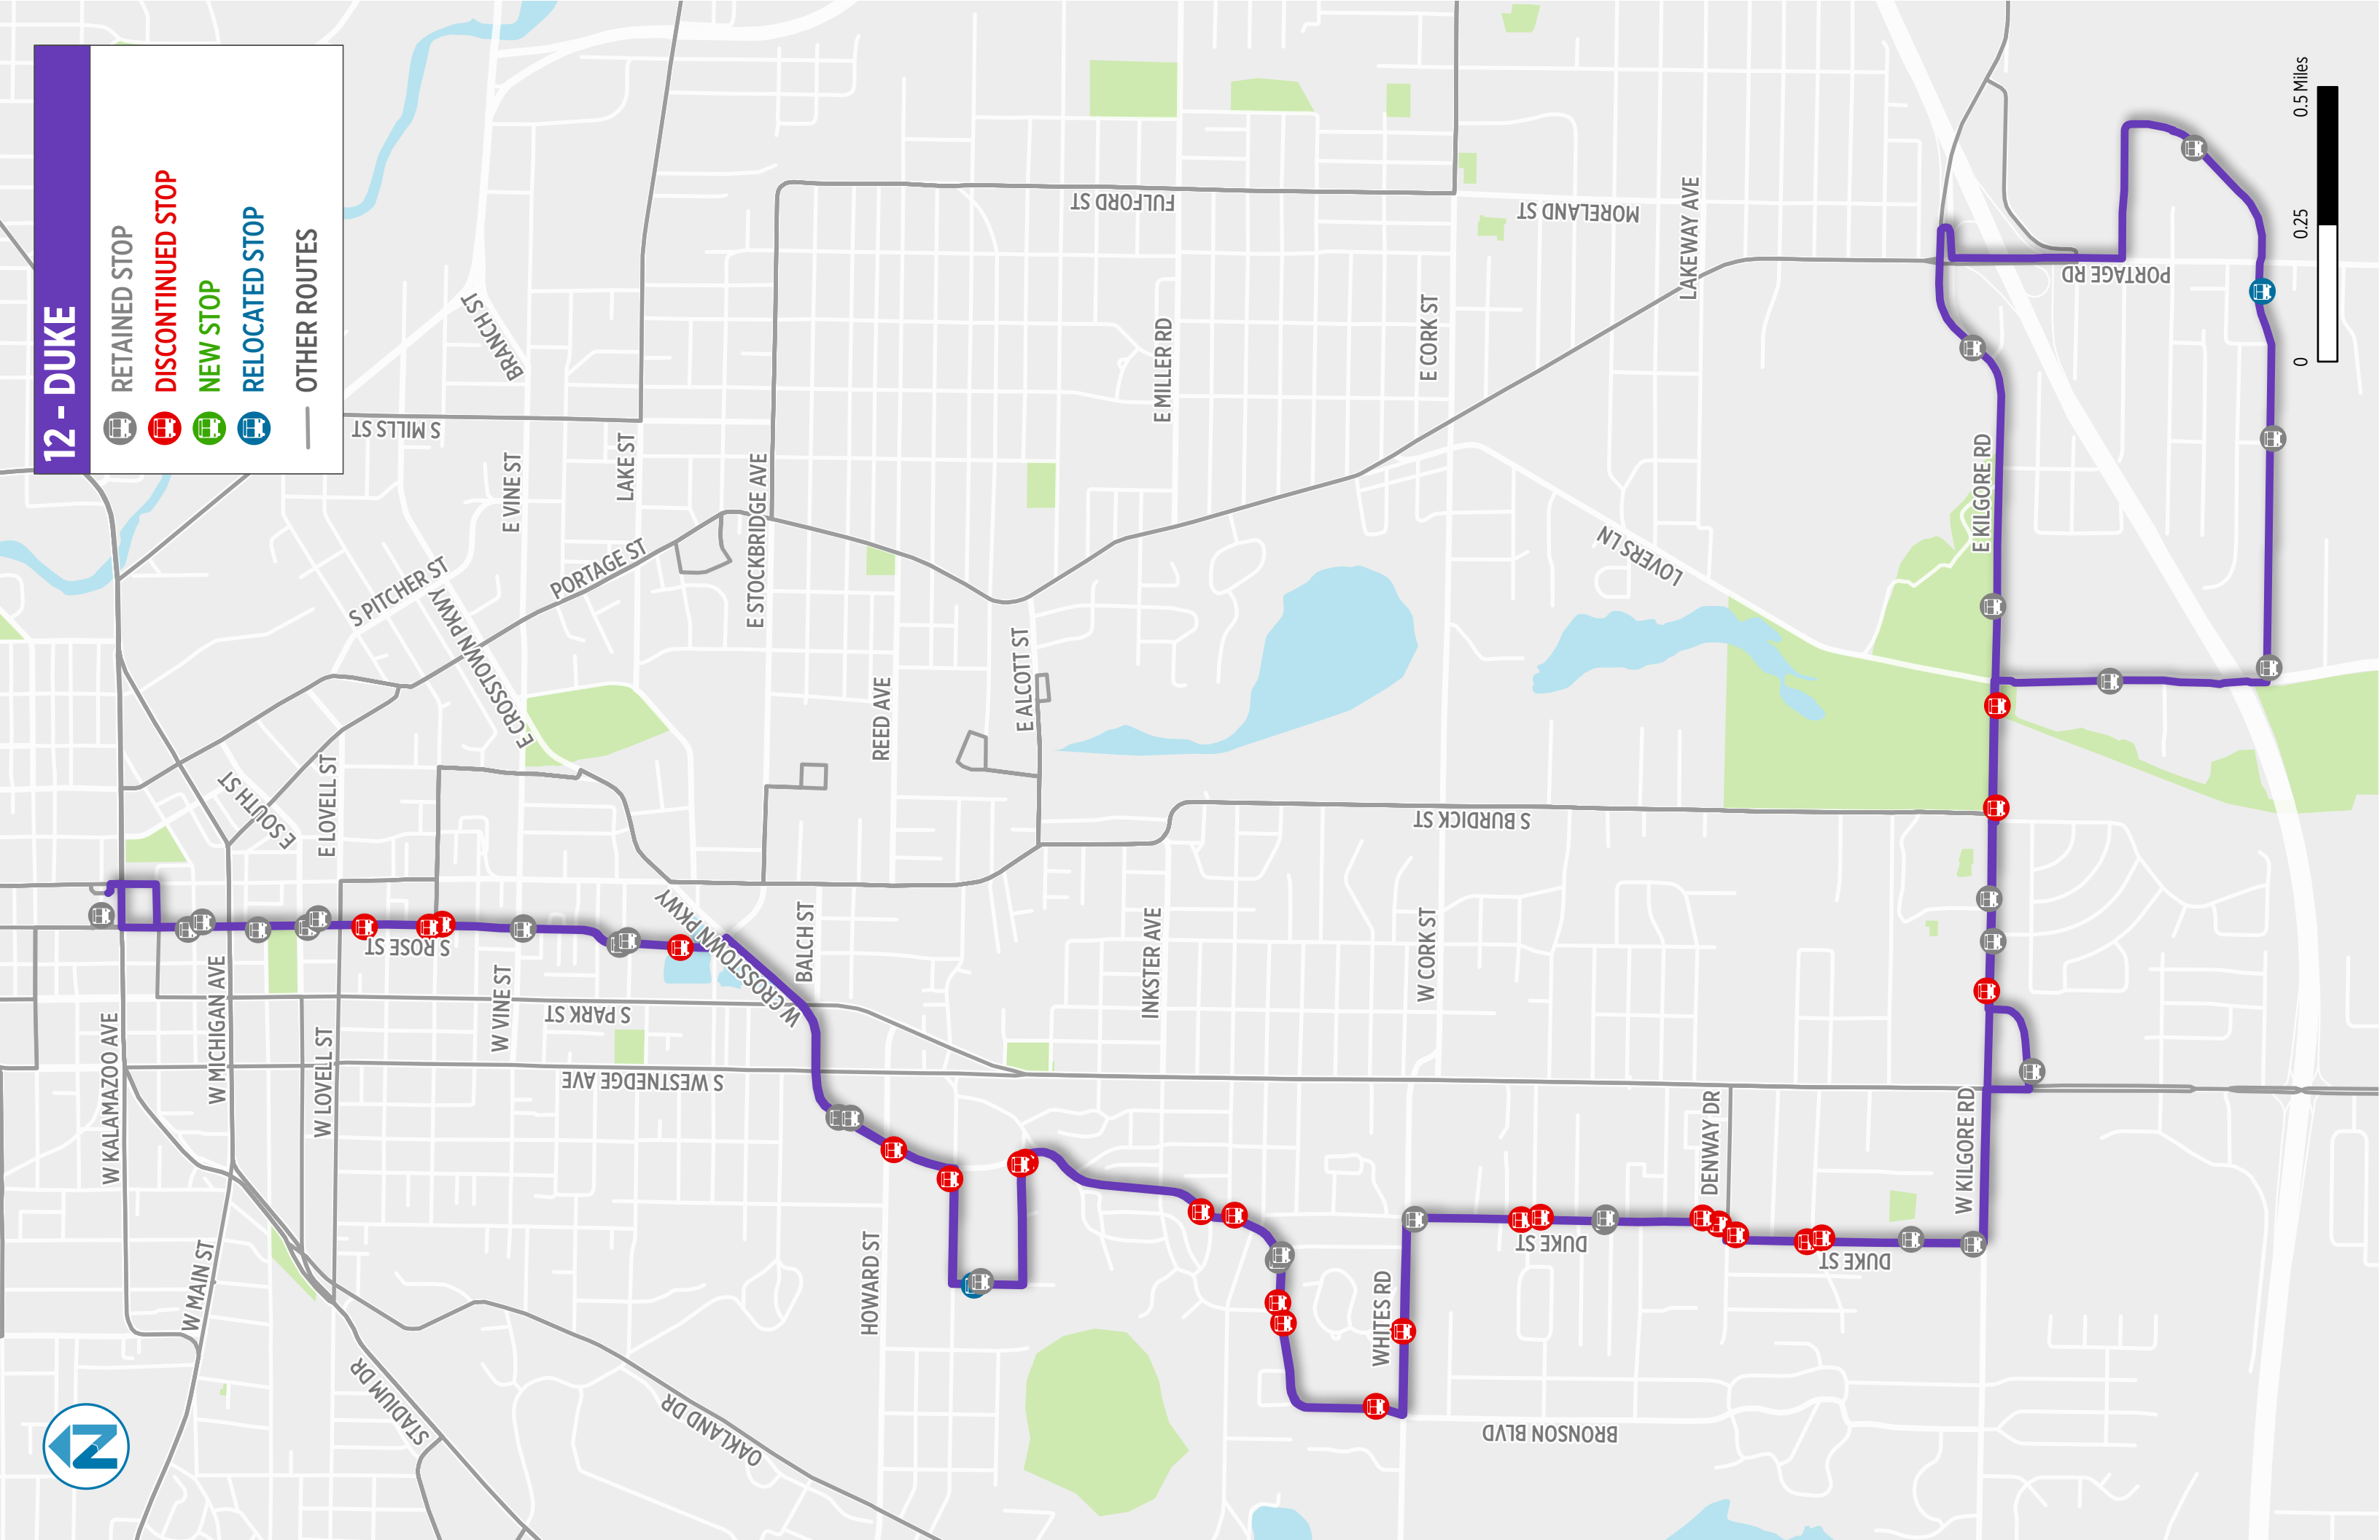 12 - DUKE
RETAINED STOP
DISCONTINUED STOP
NEW STOP
RELOCATED STOP
OTHER ROUTES
0
0.25
0.5 Miles
N
BRANCH ST
S MILLS ST
E VINE ST
LAKE ST
E STOCKBRIDGE AVE
S PITCHER ST
PORTAGE ST
E CROSSTOWN PKWY
FULFORD ST
MORELAND ST
LAKEWAY AVE
E MILLER RD
E CORK ST
PORTAGE RD
E KILGORE RD
LOVERS LN
E ALCOTT ST
REED AVE
E SOUTH ST
E LOVELL ST
S BURDICK ST
S ROSE ST
W CROSSTOWN PKWY
BALCH ST
INKSTER AVE
W CORK ST
W KALAMAZOO AVE
W MICHIGAN AVE
W LOVELL ST
W VINE ST
S PARK ST
S WESTNEDGE AVE
DENWAY DR
W KILGORE RD
HOWARD ST
WHITES RD
DUKE ST
DUKE ST
W MAIN ST
STADIUM DR
OAKLAND DR
BRONSON BLVD